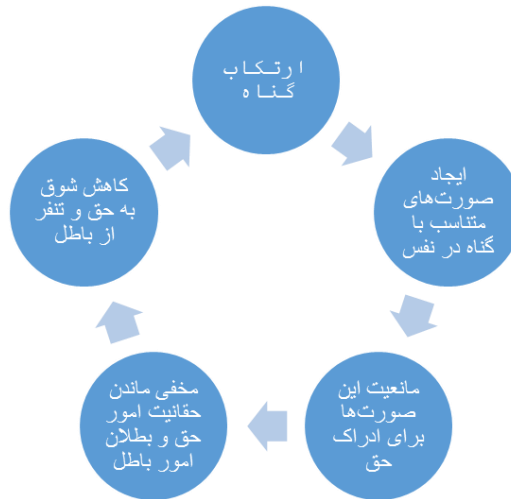 ارتکاب
گناه
ایجاد
صورت‌های
متناسب با
گناه در نفس
مانعیت این
صورت‌ها
برای ادراک
حق
مخفی ماندن
حقانیت امور
حق و بطلان
امور باطل
کاهش شوق
به حق و تنفر
از باطل